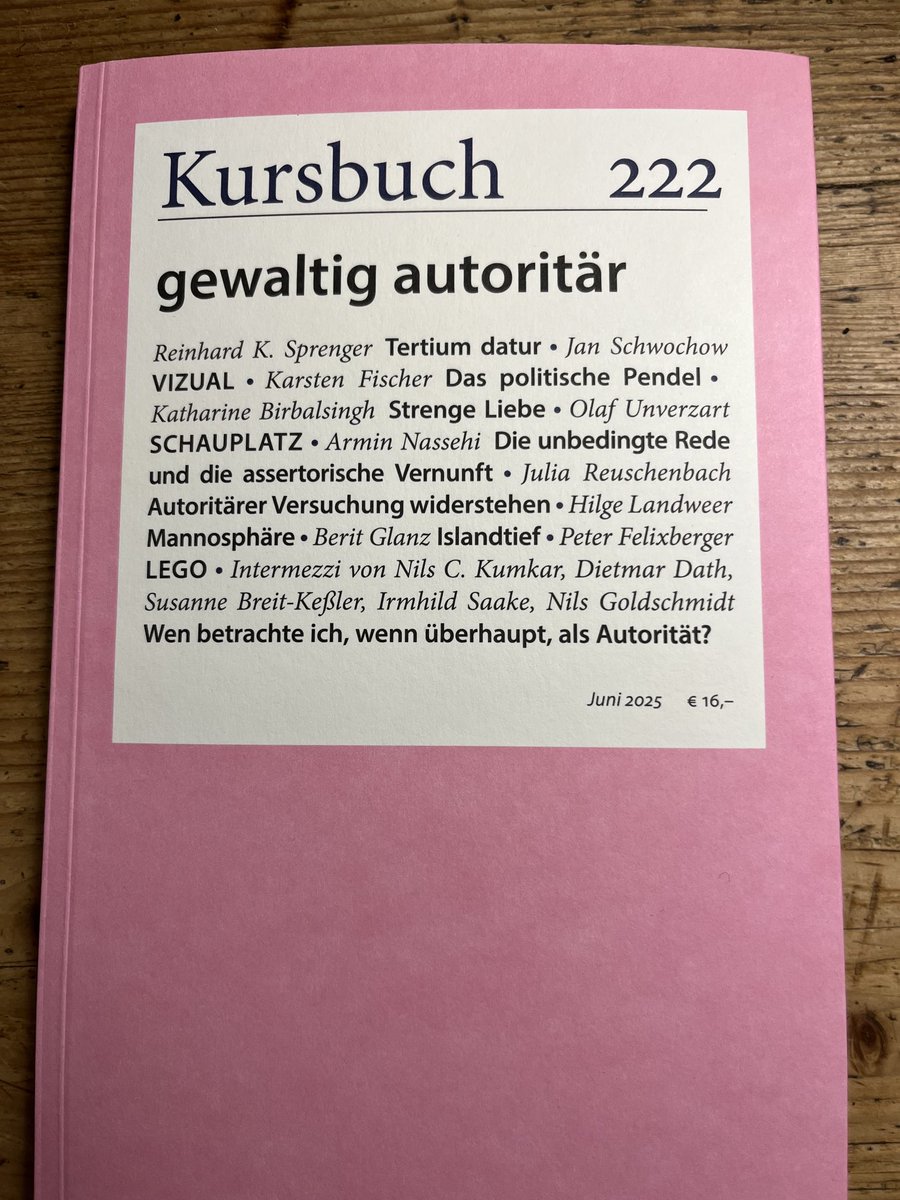 Kursbuch 222
gewaltig autoritär
Reinhard K. Sprenger Tertium datur • Jan Schwochow
VIZUAL • Karsten Fischer Das politische Pendel •
Katharine Birbalsingh Strenge Liebe • Olaf Unverzart
SCHAUPLATZ • Armin Nassehi Die unbedingte Rede
und die assertorische Vernunft • Julia Reuschenbach
Autoritärer Versuchung widerstehen • Hilge Landweer
Mannosphäre • Berit Glanz Islandtief • Peter Felixberger
LEGO • Intermezzi von Nils C. Kumkar, Dietmar Dath,
Susanne Breit-Keßler, Irmhild Saake, Nils Goldschmidt
Wen betrachte ich, wenn überhaupt, als Autorität?
Juni 2025 € 16,–